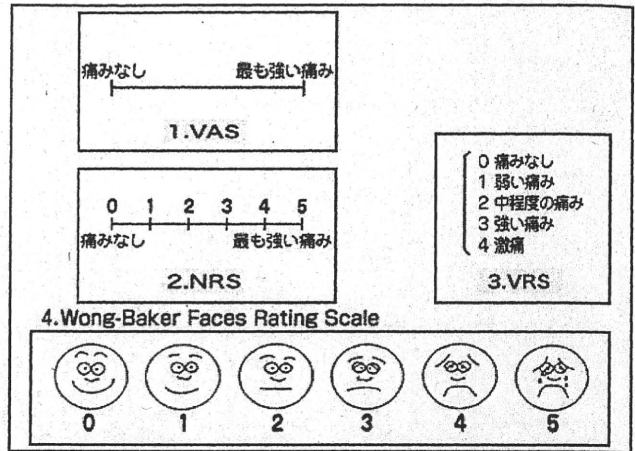 痛みなし 最も強い痛み
1.VAS
0 1 2 3 4 5
痛みなし 最も強い痛み
2.NRS
0 痛みなし
1 弱い痛み
2 中程度の痛み
3 強い痛み
4 激痛
3.VRS
4.Wong-Baker Faces Rating Scale
0 1 2 3 4 5